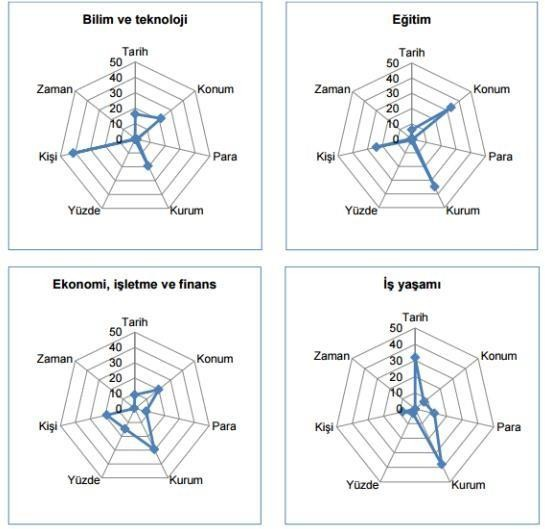 Bilim ve teknoloji
Tarih
50
Zaman
40
Konum
30
20
10
0
Kişi
Para
Yüzde
Kurum
Eğitim
Tarih
50
Zaman
40
Konum
30
20
10
0
Kişi
Para
Yüzde
Kurum
Ekonomi, işletme ve finans
Tarih
50
Zaman
40
Konum
30
20
10
0
Kişi
Para
Yüzde
Kurum
İş yaşamı
Tarih
50
Zaman
40
Konum
30
20
10
0
Kişi
Para
Yüzde
Kurum